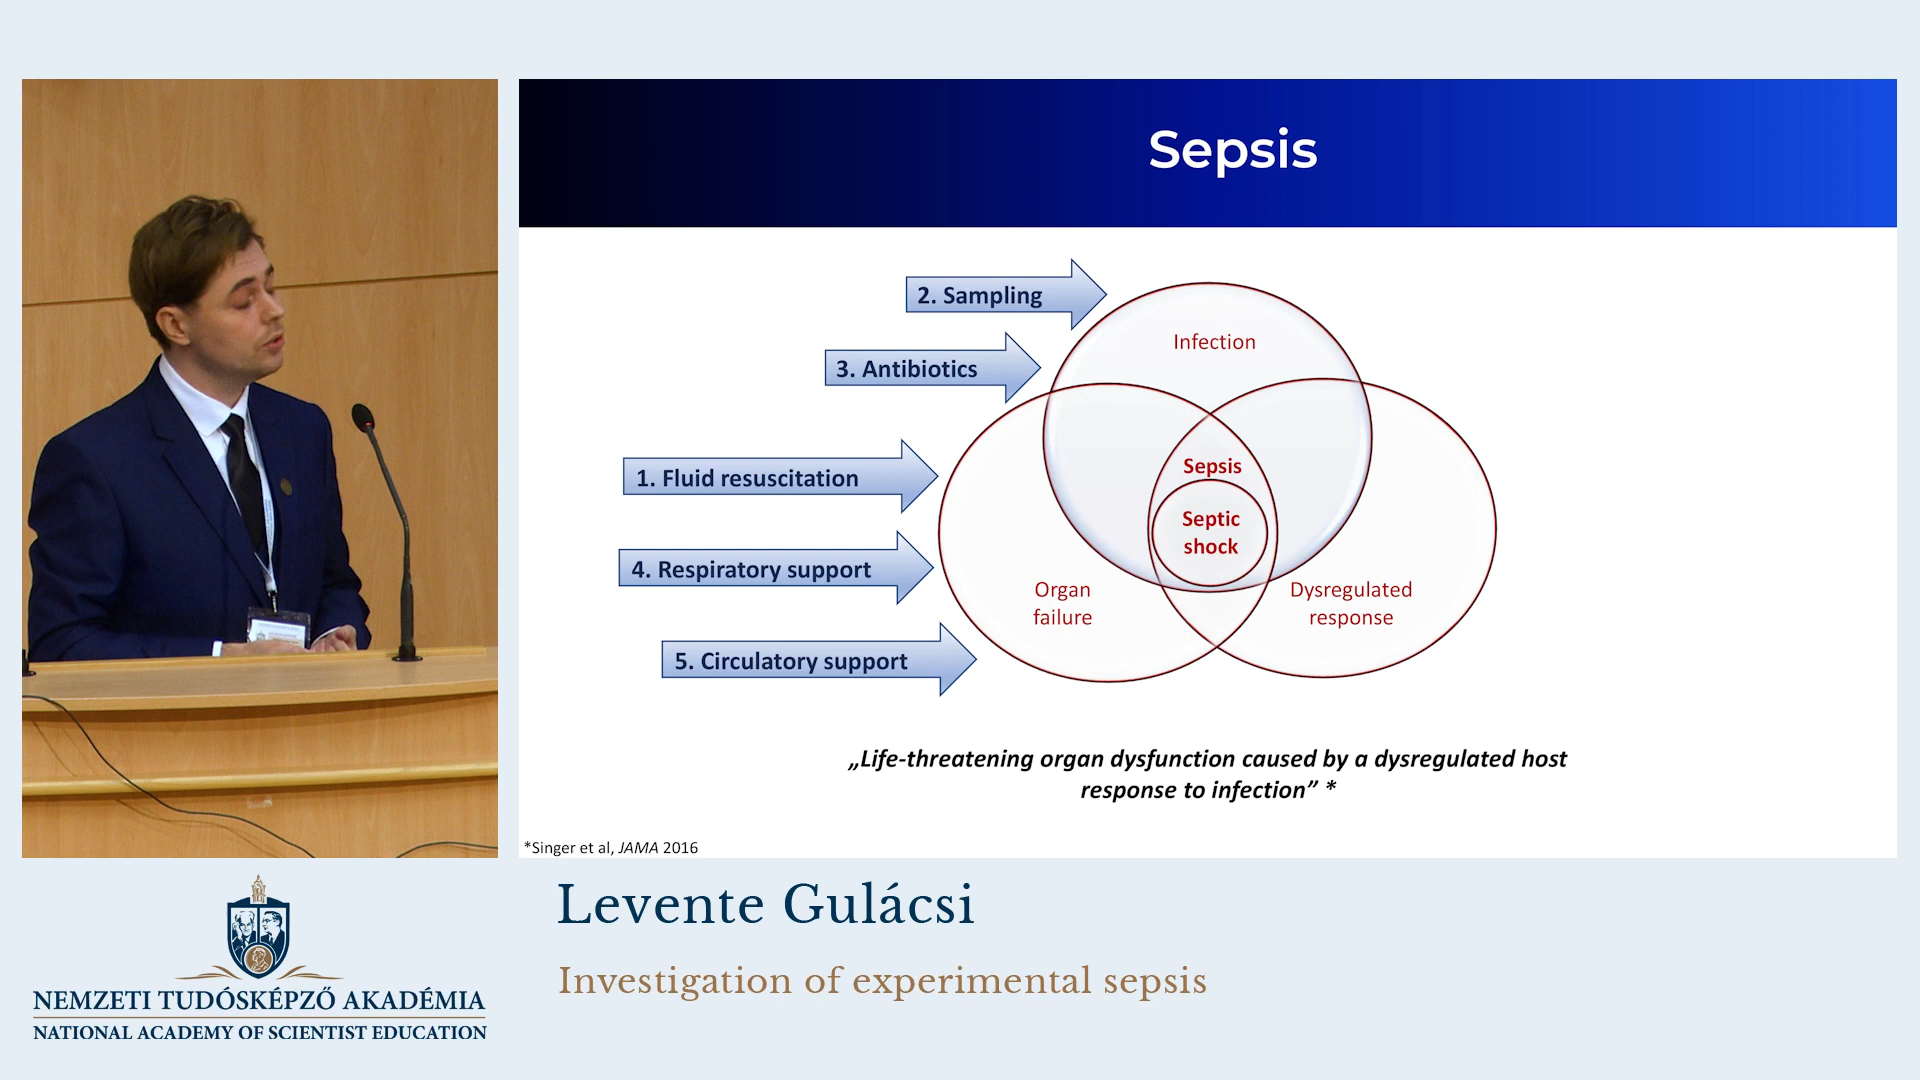 Sepsis
2. Sampling
3. Antibiotics
1. Fluid resuscitation
4. Respiratory support
5. Circulatory support
Infection
Sepsis
Septic
shock
Organ
failure
Dysregulated
response
„Life-threatening organ dysfunction caused by a dysregulated host
response to infection” *
*Singer et al, JAMA 2016
Levente Gulácsi
Investigation of experimental sepsis
NEMZETI TUDÓSKÉPZŐ AKADÉMIA
NATIONAL ACADEMY OF SCIENTIST EDUCATION